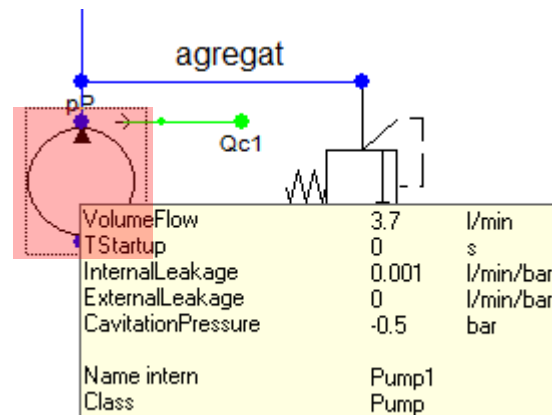 agregat
pP
Qc1
VolumeFlow 3.7 l/min
TStartup 0 s
InternalLeakage 0.001 l/min/bar
ExternalLeakage 0 l/min/bar
CavitationPressure -0.5 bar
Name intern Pump1
Class Pump